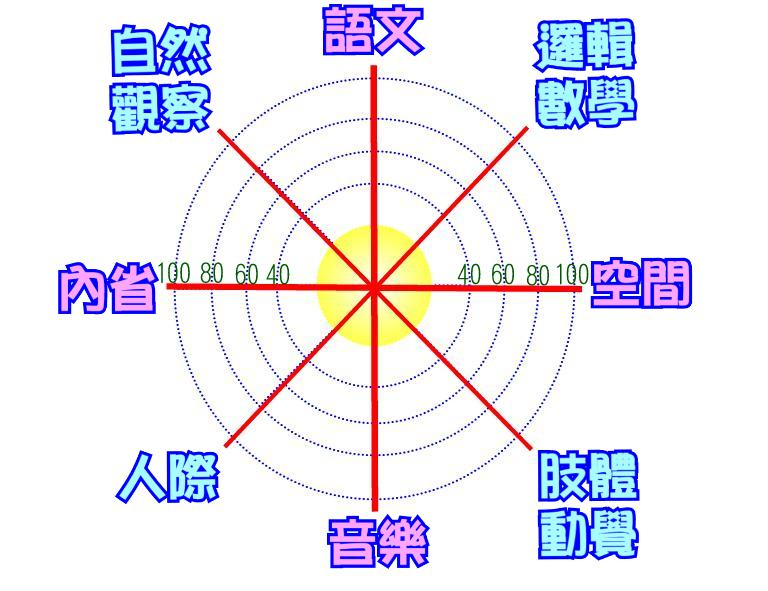 語文
自然
觀察
邏輯
數學
內省
100 80 60 40
40 60 80 100
空間
人際
肢體
動覺
音樂